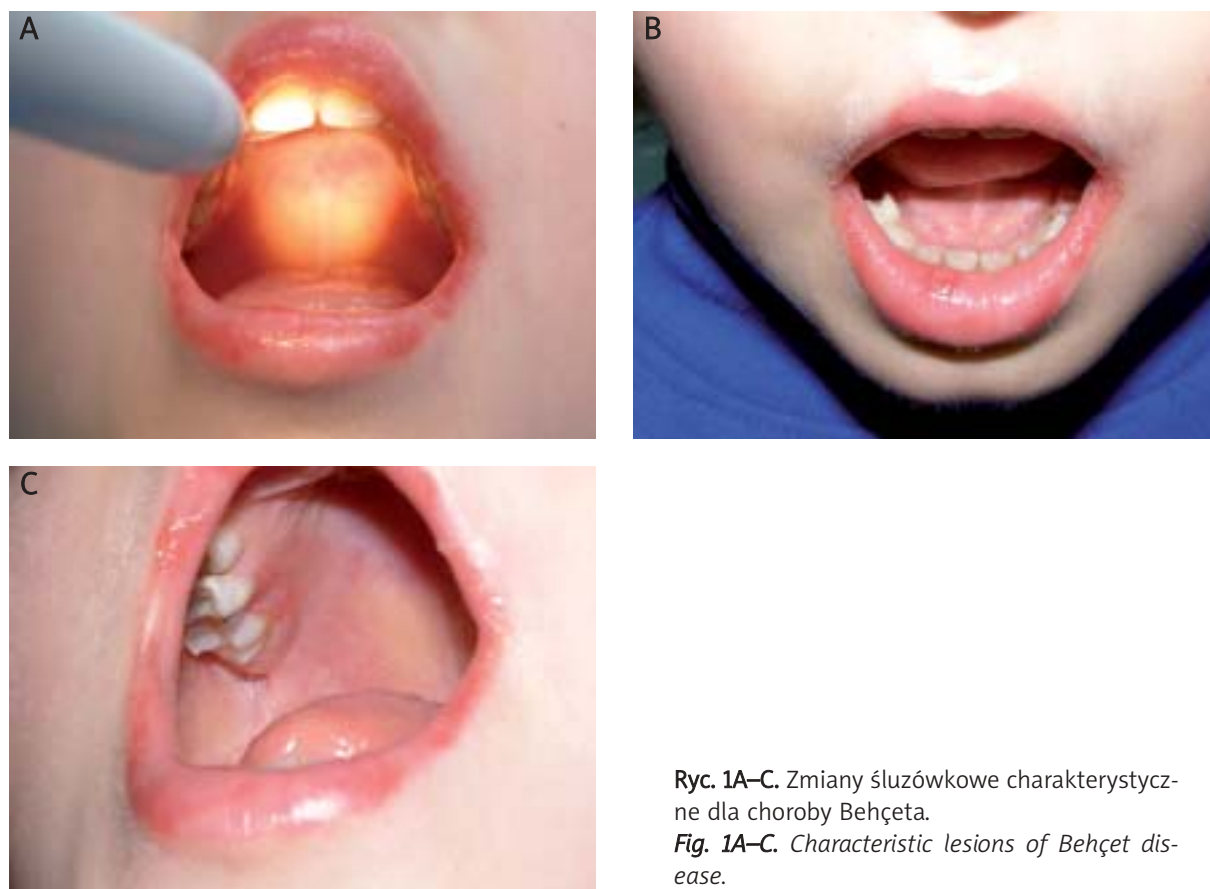 A
B
C
Ryc. 1A–C. Zmiany śluzówkowe charakterystycz-
ne dla choroby Behçeta.
Fig. 1A–C. Characteristic lesions of Behçet dis-
ease.